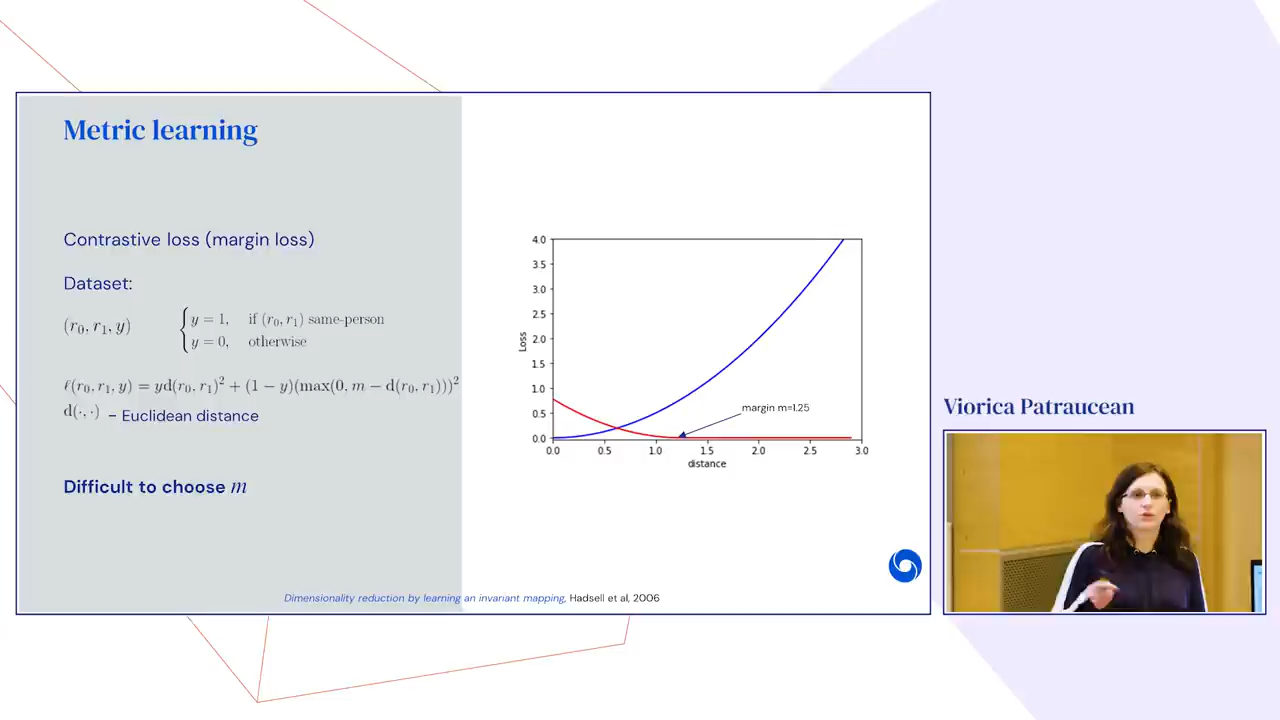 Metric learning
Contrastive loss (margin loss)
Dataset:
(r₀, r₁, y) { y = 1, if (r₀, r₁) same-person
y = 0, otherwise
ℓ(r₀, r₁, y) = yd(r₀, r₁)² + (1 − y)(max(0, m − d(r₀, r₁)))²
d(·,·) – Euclidean distance
Difficult to choose m
4.0
3.5
3.0
2.5
2.0
1.5
1.0
0.5
0.0
Loss
margin m=1.25
0.0 0.5 1.0 1.5 2.0 2.5 3.0
distance
Dimensionality reduction by learning an invariant mapping, Hadsell et al, 2006
Viorica Patraucean